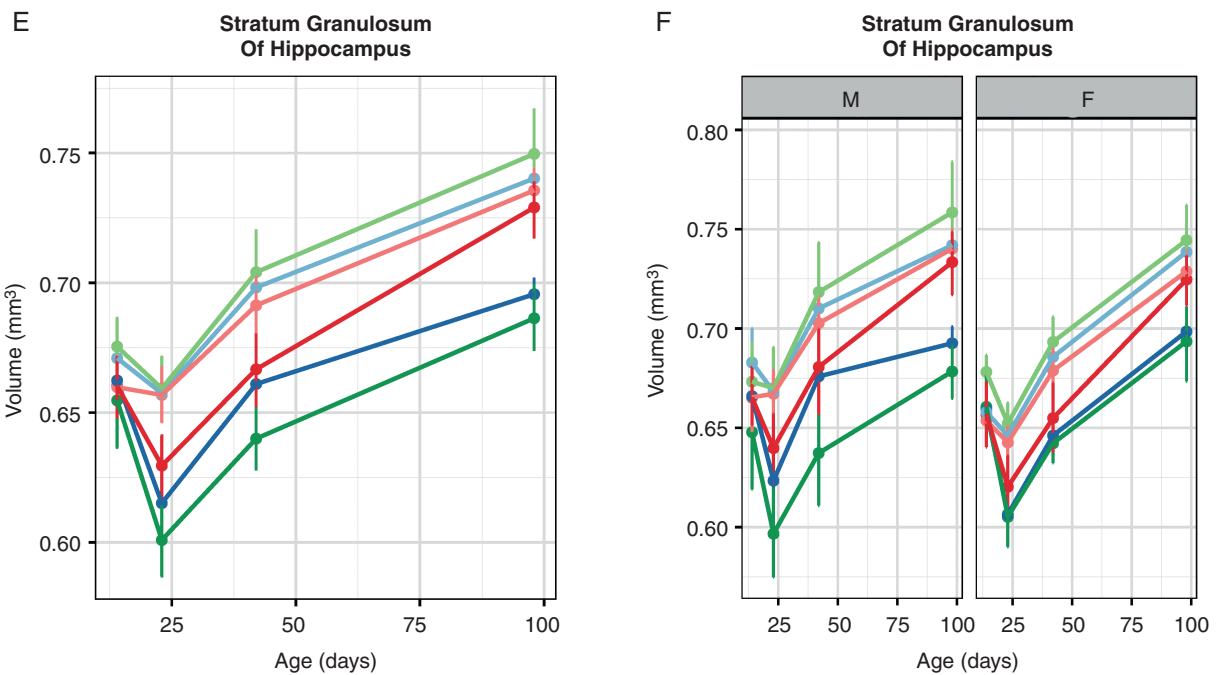 E
Stratum Granulosum
Of Hippocampus
Volume (mm³)
0.75
0.70
0.65
0.60
25 50 75 100
Age (days)
F
Stratum Granulosum
Of Hippocampus
M F
Volume (mm³)
0.80
0.75
0.70
0.65
0.60
25 50 75 100 25 50 75 100
Age (days)